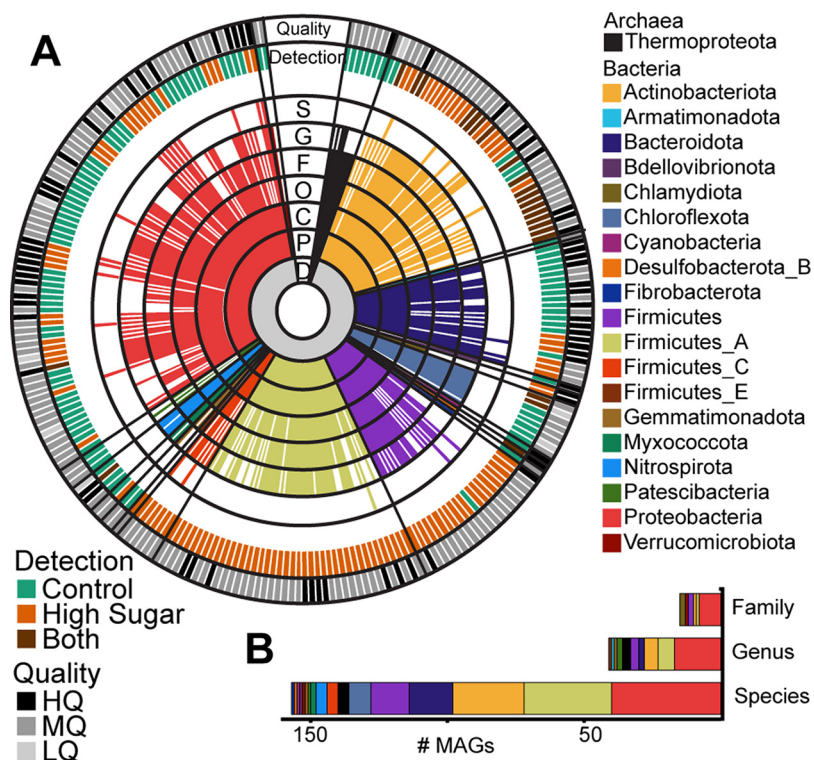 A
Quality
Detection
S
G
F
O
C
P
D
Archaea
Thermoproteota
Bacteria
Actinobacteriota
Armatimonadota
Bacteroidota
Bdellovibrionota
Chlamydiota
Chloroflexota
Cyanobacteria
Desulfobacterota_B
Fibrobacterota
Firmicutes
Firmicutes_A
Firmicutes_C
Firmicutes_E
Gemmatimonadota
Myxococcota
Nitrospirota
Patescibacteria
Proteobacteria
Verrucomicrobiota
Detection
Control
High Sugar
Both
Quality
HQ
MQ
LQ
B
Family
Genus
Species
150
50
# MAGs